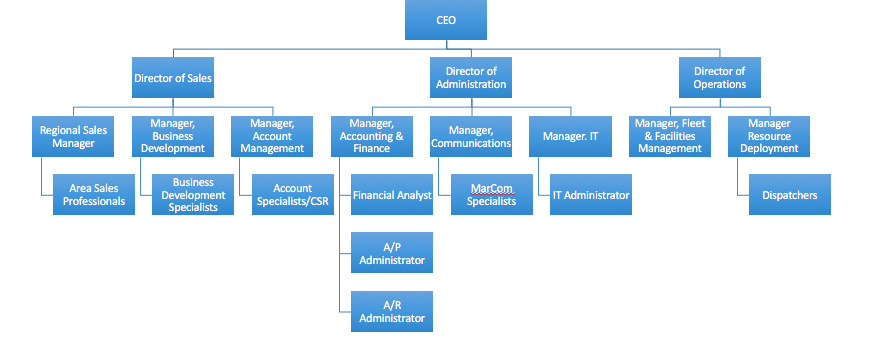 CEO
Director of Sales
Director of
Administration
Director of
Operations
Regional Sales
Manager
Manager,
Business
Development
Manager,
Account
Management
Manager,
Accounting &
Finance
Manager,
Communications
Manager. IT
Manager, Fleet
& Facilities
Management
Manager
Resource
Deployment
Area Sales
Professionals
Business
Development
Specialists
Account
Specialists/CSR
Financial Analyst
MarCom
Specialists
IT Administrator
Dispatchers
A/P
Administrator
A/R
Administrator